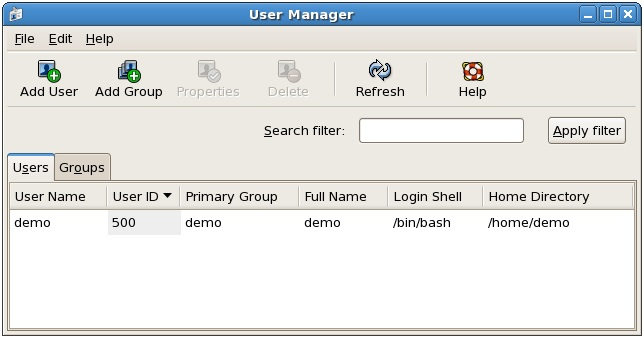 User Manager
File Edit Help
Add User Add Group Properties Delete Refresh Help
Search filter: Apply filter
Users Groups
User Name User ID Primary Group Full Name Login Shell Home Directory
demo 500 demo demo /bin/bash /home/demo